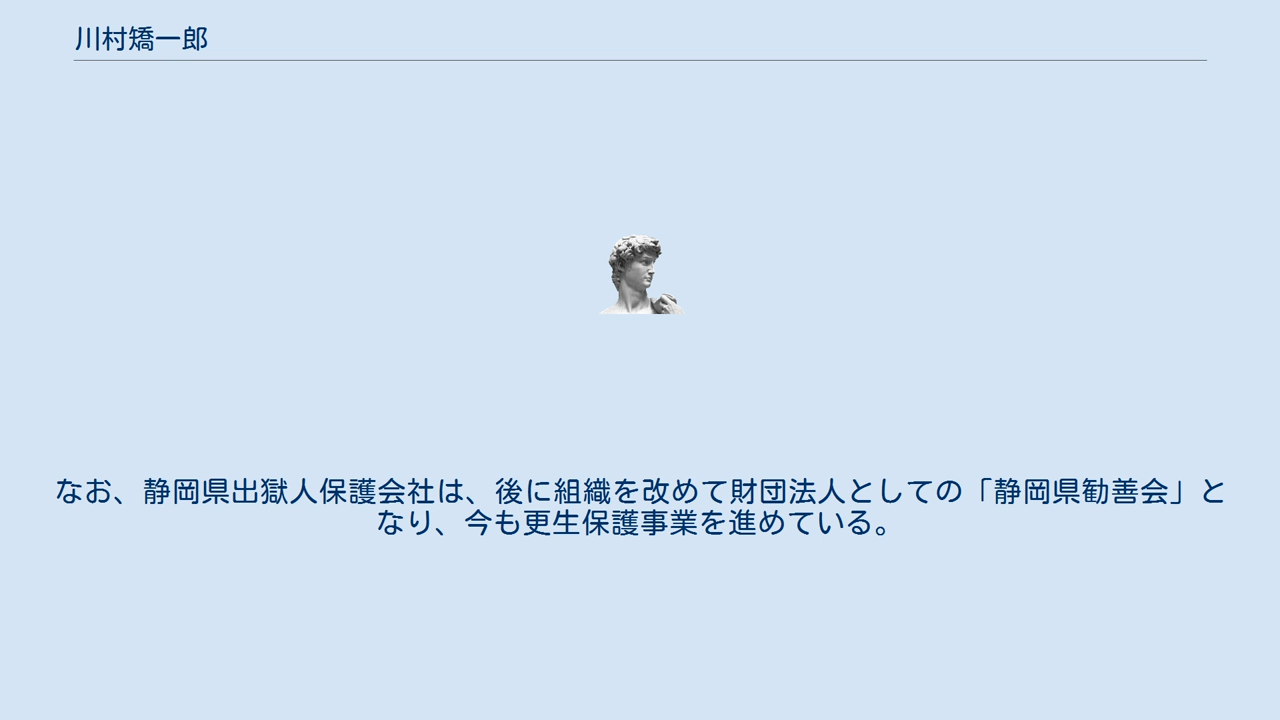 川村矯一郎
なお、静岡県出獄人保護会社は、後に組織を改めて財団法人としての「静岡県勧善会」と
なり、今も更生保護事業を進めている。